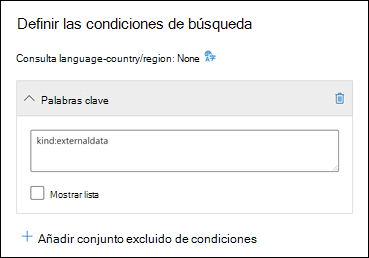 Definir las condiciones de búsqueda
Consulta language-country/region: None
Palabras clave
kind:externaldata
Mostrar lista
Añadir conjunto excluido de condiciones